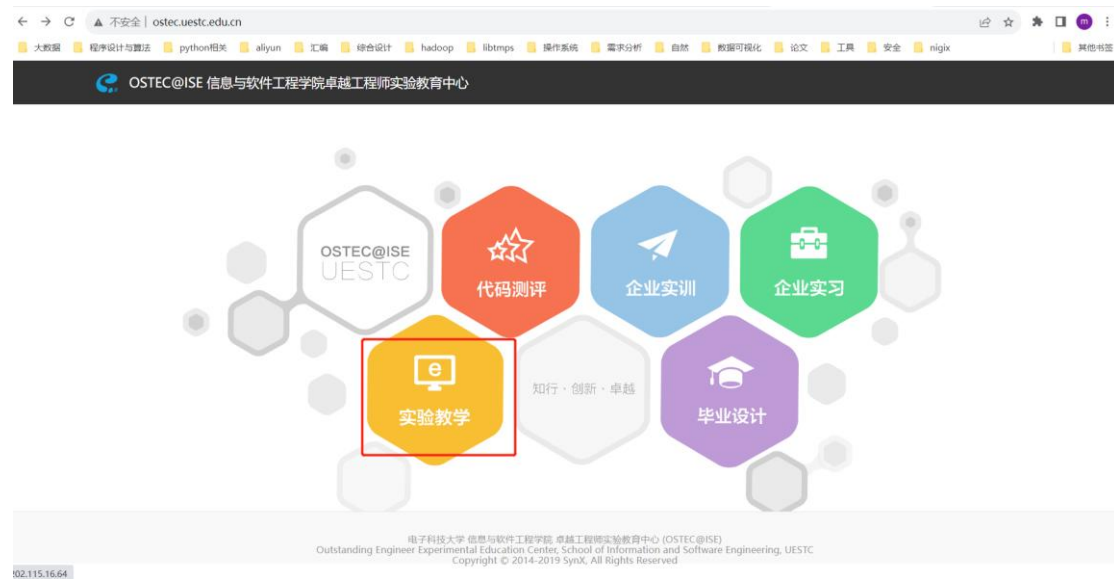 不安全 | ostec.uestc.edu.cn
m
大数据 程序设计与算法 python相关 aliyun 汇编 综合设计 hadoop libtmps 操作系统 需求分析 自然 数据可视化 论文 工具 安全 nigix 其他书签
OSTEC@ISE 信息与软件工程学院卓越工程师实验教育中心
OSTEC@ISE
UESTC
代码测评
企业实训
企业实习
e
实验教学
知行·创新·卓越
毕业设计
电子科技大学 信息与软件工程学院 卓越工程师实验教育中心 (OSTEC@ISE)
Outstanding Engineer Experimental Education Center, School of Information and Software Engineering, UESTC
Copyright © 2014-2019 SynX, All Rights Reserved
202.115.16.64